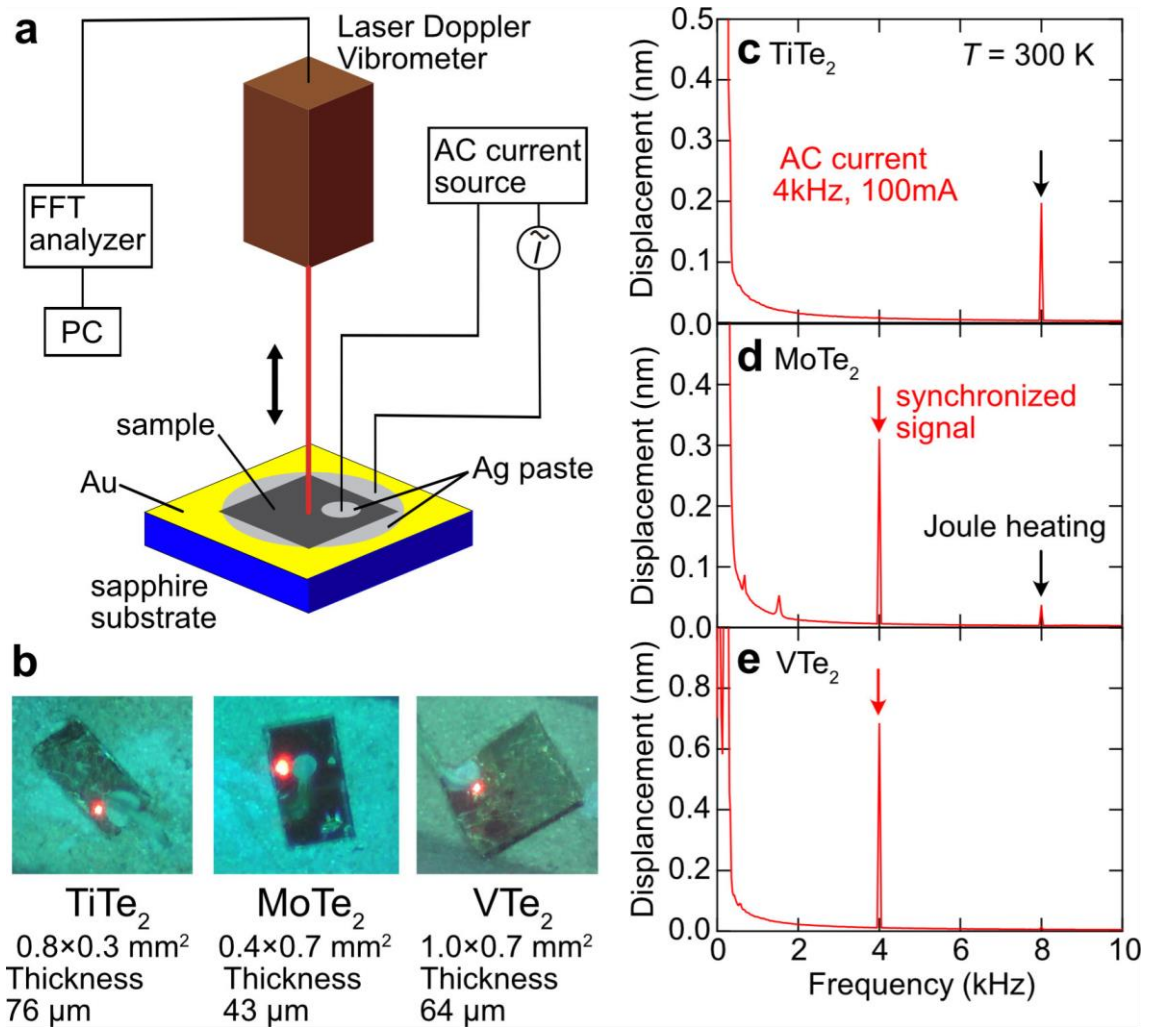 a
Laser Doppler
Vibrometer
AC current
source
FFT
analyzer
Ĩ
PC
sample
Au
Ag paste
sapphire
substrate
b
TiTe2
0.8×0.3 mm2
Thickness
76 μm
MoTe2
0.4×0.7 mm2
Thickness
43 μm
VTe2
1.0×0.7 mm2
Thickness
64 μm
c TiTe2
T = 300 K
AC current
4kHz, 100mA
Displacement (nm)
0.5
0.4
0.3
0.2
0.1
0.0
d MoTe2
synchronized
signal
Joule heating
Displacement (nm)
0.4
0.3
0.2
0.1
0.0
e VTe2
Displancement (nm)
0.8
0.6
0.4
0.2
0.0
0 2 4 6 8 10
Frequency (kHz)